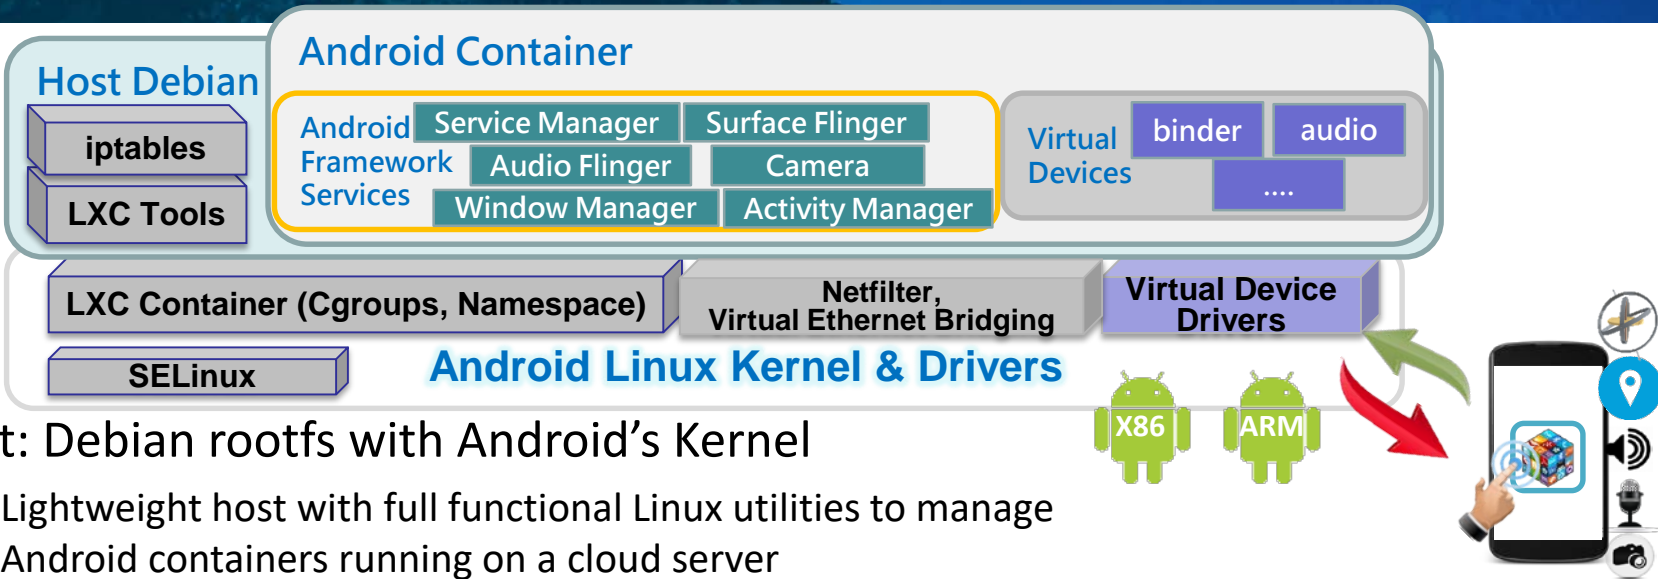 Android Container
Host Debian
iptables
LXC Tools
Android
Framework
Services
Service Manager
Surface Flinger
Audio Flinger
Camera
Window Manager
Activity Manager
Virtual
Devices
binder
audio
....
LXC Container (Cgroups, Namespace)
Netfilter,
Virtual Ethernet Bridging
Virtual Device
Drivers
SELinux
Android Linux Kernel & Drivers
X86
ARM
t: Debian rootfs with Android’s Kernel
Lightweight host with full functional Linux utilities to manage
Android containers running on a cloud server